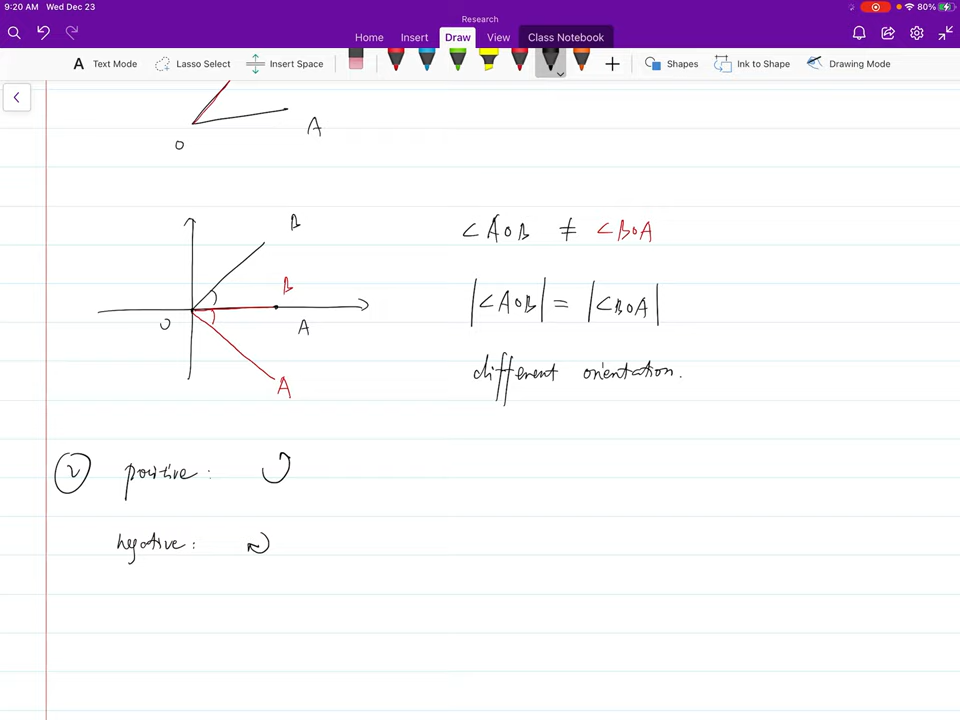 9:20 AM Wed Dec 23
80%
Research
Home Insert Draw View Class Notebook
Text Mode Lasso Select Insert Space Shapes Ink to Shape Drawing Mode
A
O
B
∠AOB ≠ ∠BOA
B
O
A
|∠AOB| = |∠BOA|
A
different orientation.
② positive:
negative: